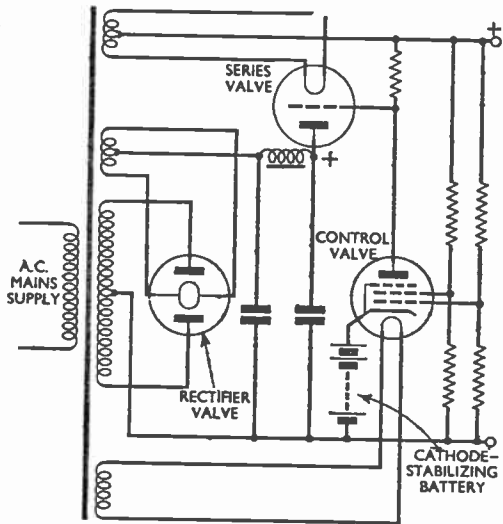 SERIES
VALVE
+
+
CONTROL
VALVE
A.C.
MAINS
SUPPLY
RECTIFIER
VALVE
CATHODE-
STABILIZING
BATTERY